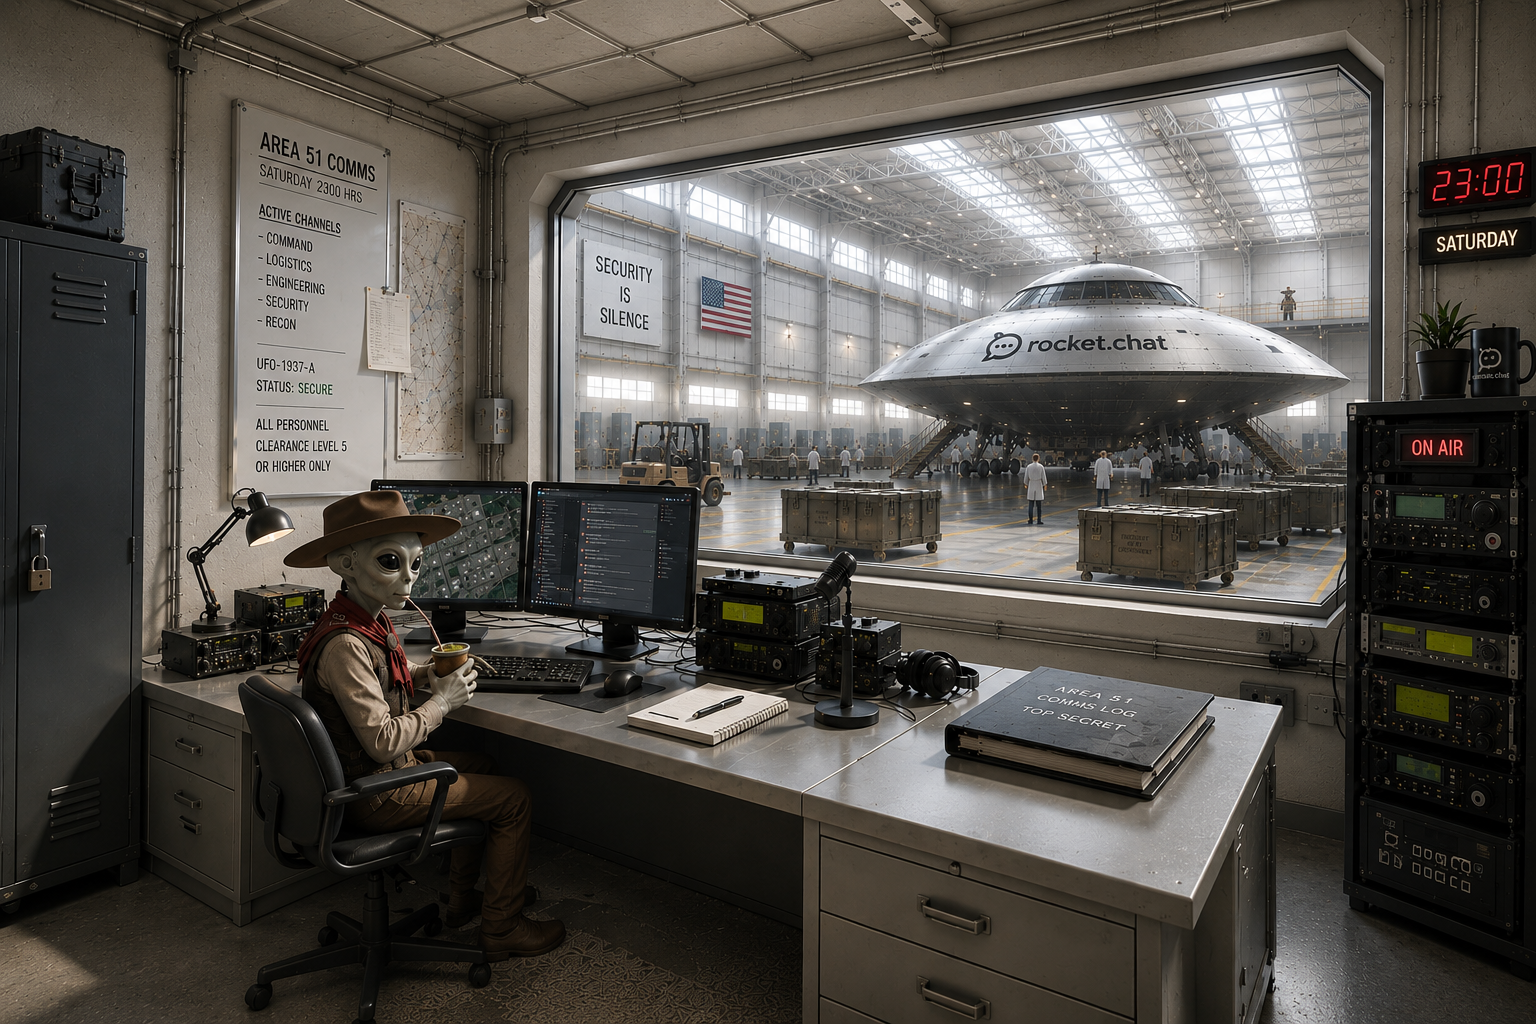 AREA 51 COMMS
SATURDAY 2300 HRS
ACTIVE CHANNELS
- COMMAND
- LOGISTICS
- ENGINEERING
- SECURITY
- RECON
UFO-1937-A
STATUS: SECURE
ALL PERSONNEL
CLEARANCE LEVEL 5
OR HIGHER ONLY
SECURITY
IS
SILENCE
rocket.chat
23:00
SATURDAY
ON AIR
AREA 51
COMMS LOG
TOP SECRET